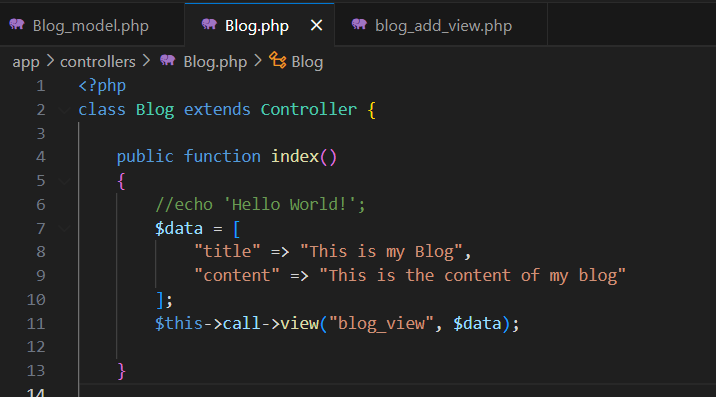 Blog_model.php Blog.php × blog_add_view.php
app > controllers > Blog.php > Blog
1 <?php
2 class Blog extends Controller {
3
4 public function index()
5 {
6 //echo 'Hello World!';
7 $data = [
8 "title" => "This is my Blog",
9 "content" => "This is the content of my blog"
10 ];
11 $this->call->view("blog_view", $data);
12
13 }
14